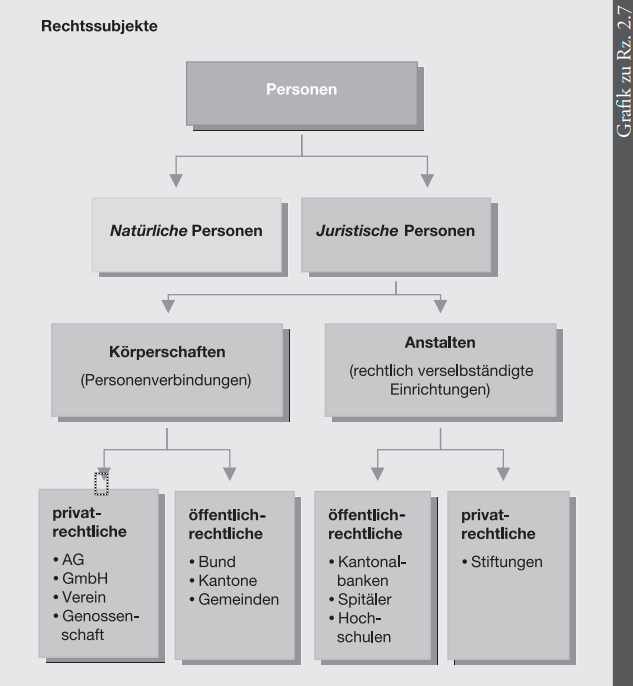 Rechtssubjekte
Grafik zu Rz. 2.7
Personen
Natürliche Personen
Juristische Personen
Körperschaften
(Personenverbindungen)
Anstalten
(rechtlich verselbständigte
Einrichtungen)
privat-
rechtliche
• AG
• GmbH
• Verein
• Genossen-
schaft
öffentlich-
rechtliche
• Bund
• Kantone
• Gemeinden
öffentlich-
rechtliche
• Kantonal-
banken
• Spitäler
• Hoch-
schulen
privat-
rechtliche
• Stiftungen